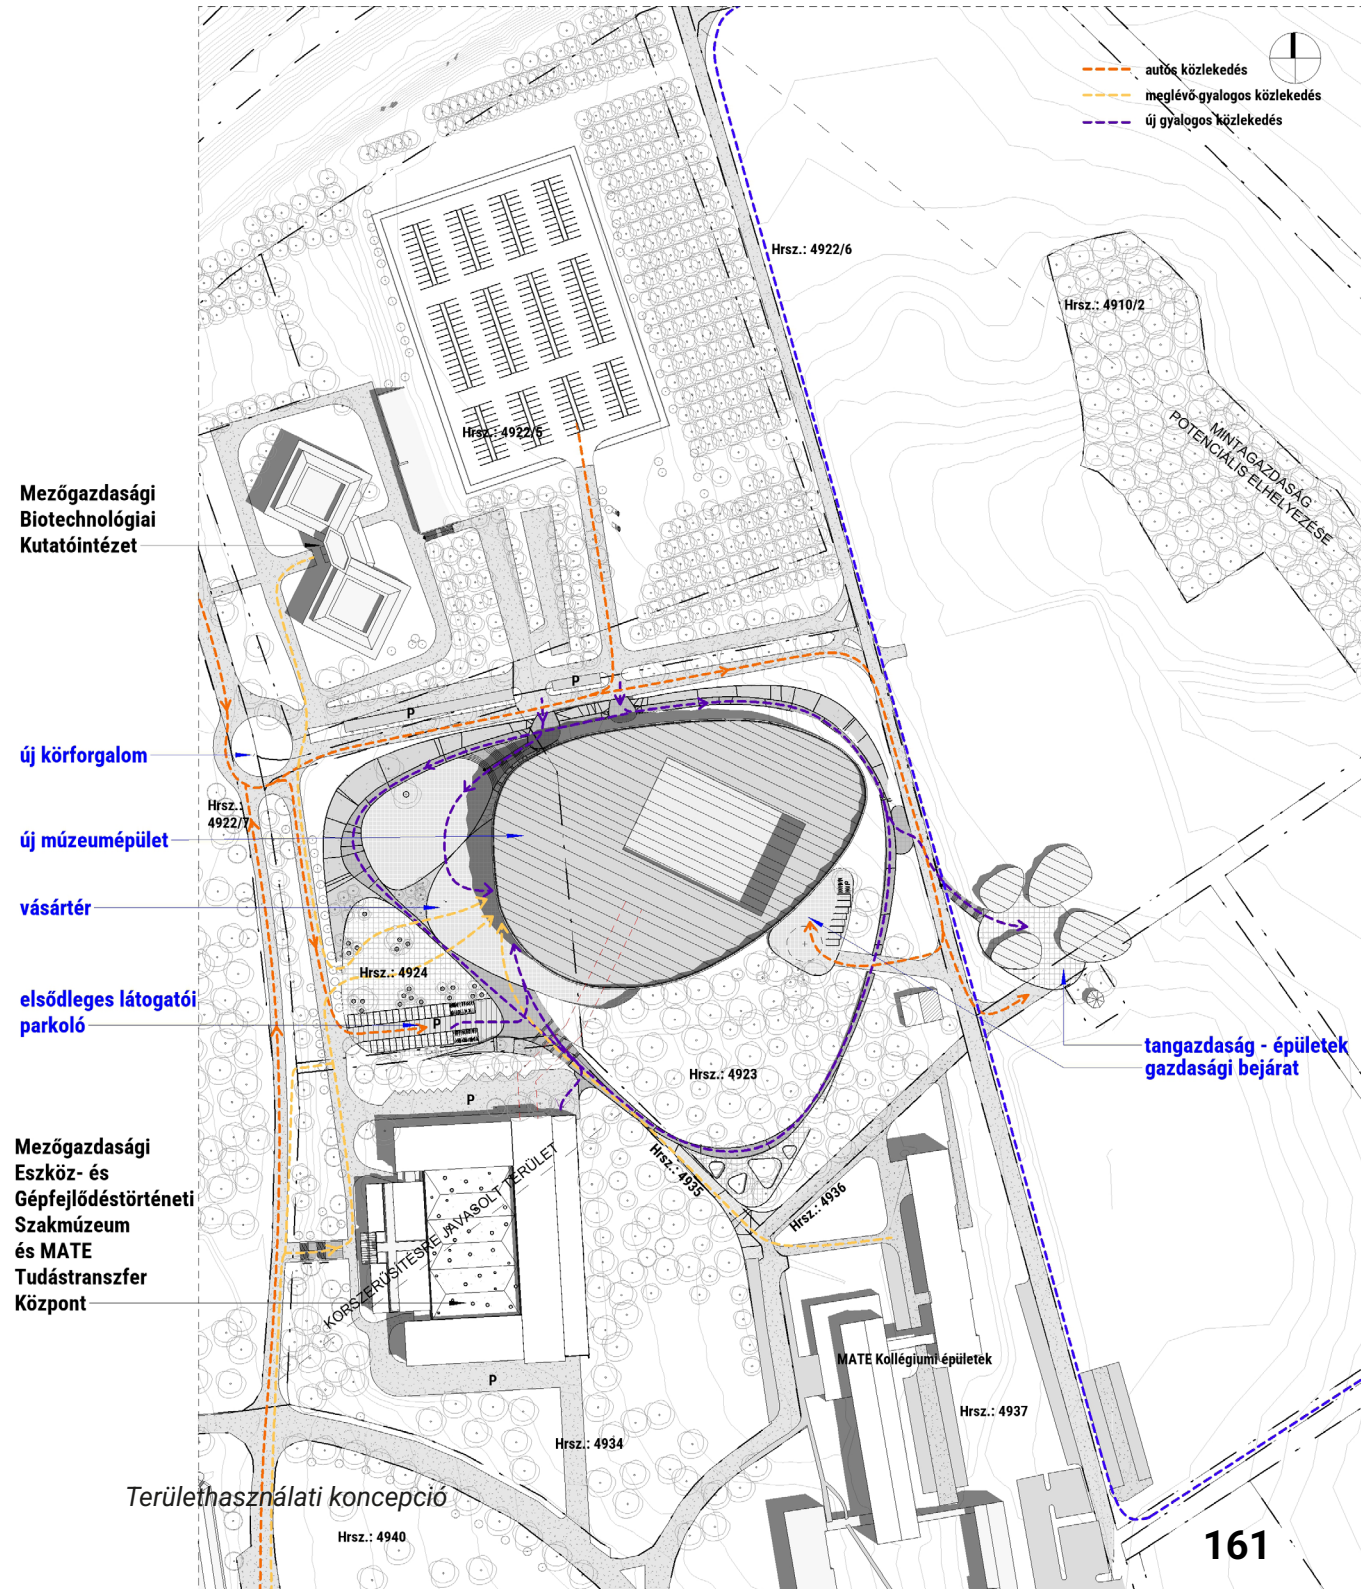 autós közlekedés
meglévő gyalogos közlekedés
új gyalogos közlekedés
Hrsz.: 4922/6
Hrsz.: 4910/2
MINTAGAZDASÁG
POTENCIÁLIS ELHELYEZÉSE
Hrsz.: 4922/5
Mezőgazdasági
Biotechnológiai
Kutatóintézet
P
P
új körforgalom
Hrsz.:
4922/7
új múzeumépület
vásártér
P
Hrsz.: 4924
elsődleges látogatói
parkoló
P
tangazdaság - épületek
gazdasági bejárat
Hrsz.: 4923
P
Mezőgazdasági
Eszköz- és
Gépfejlődéstörténeti
Szakmúzeum
és MATE
Tudástranszfer
Központ
KORSZERŰSÍTÉSRE JAVASOLT TERÜLET
Hrsz.: 4935
Hrsz.: 4936
MATE Kollégiumi épületek
P
Hrsz.: 4937
Hrsz.: 4934
Területhasználati koncepció
Hrsz.: 4940
161